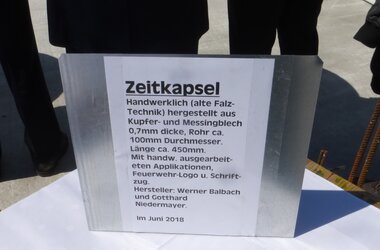 Zeitkapsel
Handwerklich (alte Falz-
Technik) hergestellt aus
Kupfer- und Messingblech
0,7mm dicke, Rohr ca.
100mm Durchmesser.
Länge ca. 450mm.
Mit handw. ausgearbeit-
eten Applikationen,
Feuerwehr-Logo u. Schrift-
zug.
Hersteller: Werner Balbach
und Gotthard
Niedermayer.
im Juni 2018